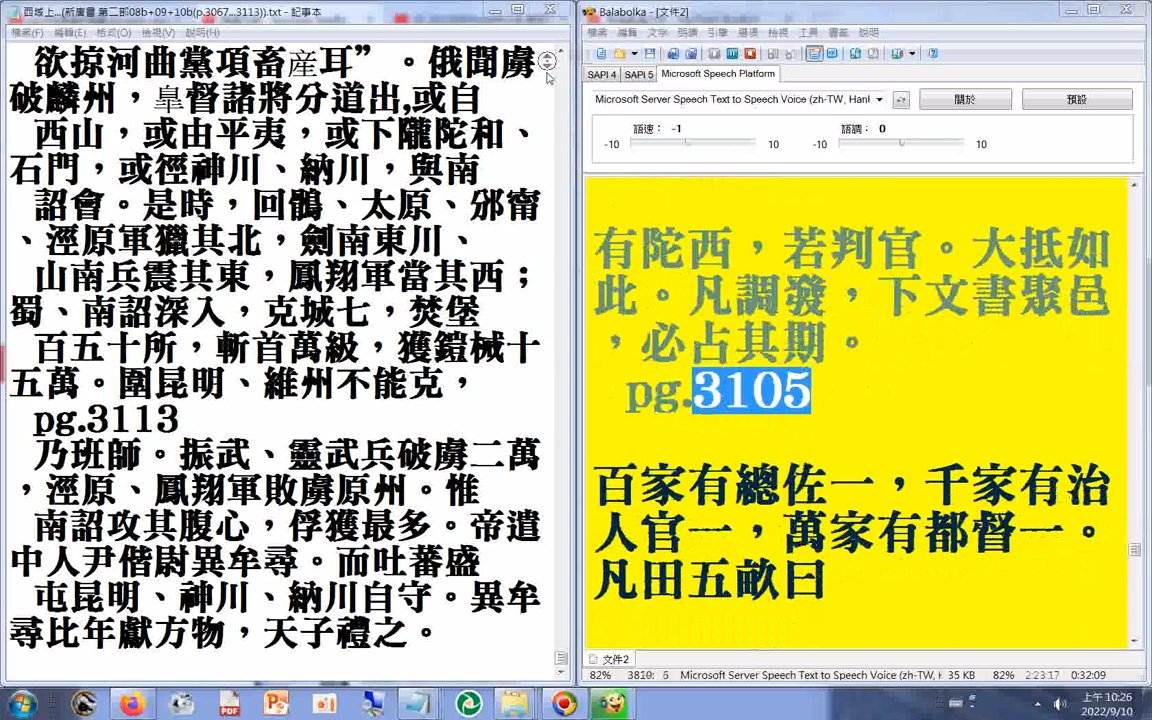 西域上...(新唐書 第二部08b+09+10b(p.3067...3113)).txt - 記事本
檔案(F) 編輯(E) 格式(O) 檢視(V) 說明(H)
欲掠河曲黨項畜産耳”。俄聞虜
破麟州，皐督諸將分道出,或自
西山，或由平夷，或下隴陀和、
石門，或徑神川、納川，與南
詔會。是時，回鶻、太原、邠甯
、涇原軍獵其北，劍南東川、
山南兵震其東，鳳翔軍當其西；
蜀、南詔深入，克城七，焚堡
百五十所，斬首萬級，獲鎧械十
五萬。圍昆明、維州不能克，
pg.3113
乃班師。振武、靈武兵破虜二萬
，涇原、鳳翔軍敗虜原州。惟
南詔攻其腹心，俘獲最多。帝遣
中人尹偕尉異牟尋。而吐蕃盛
屯昆明、神川、納川自守。異牟
尋比年獻方物，天子禮之。
Balabolka - [文件2]
檔案 編輯 文字 朗讀 引擎 選項 檢視 工具 書籤 說明
SAPI 4 SAPI 5 Microsoft Speech Platform
Microsoft Server Speech Text to Speech Voice (zh-TW, Hanl
關於 預設
語速： -1 語調： 0
-10 10 -10 10
有陀西，若判官。大抵如
此。凡調發，下文書聚邑
，必占其期。
pg.3105
百家有總佐一，千家有治
人官一，萬家有都督一。
凡田五畝曰
文件2
82% 3810: 6 Microsoft Speech Platform Microsoft Server Speech Text to Speech Voice (zh-TW, H 35 KB 82% 2:23:17 0:32:09
上午 10:26
2022/9/10